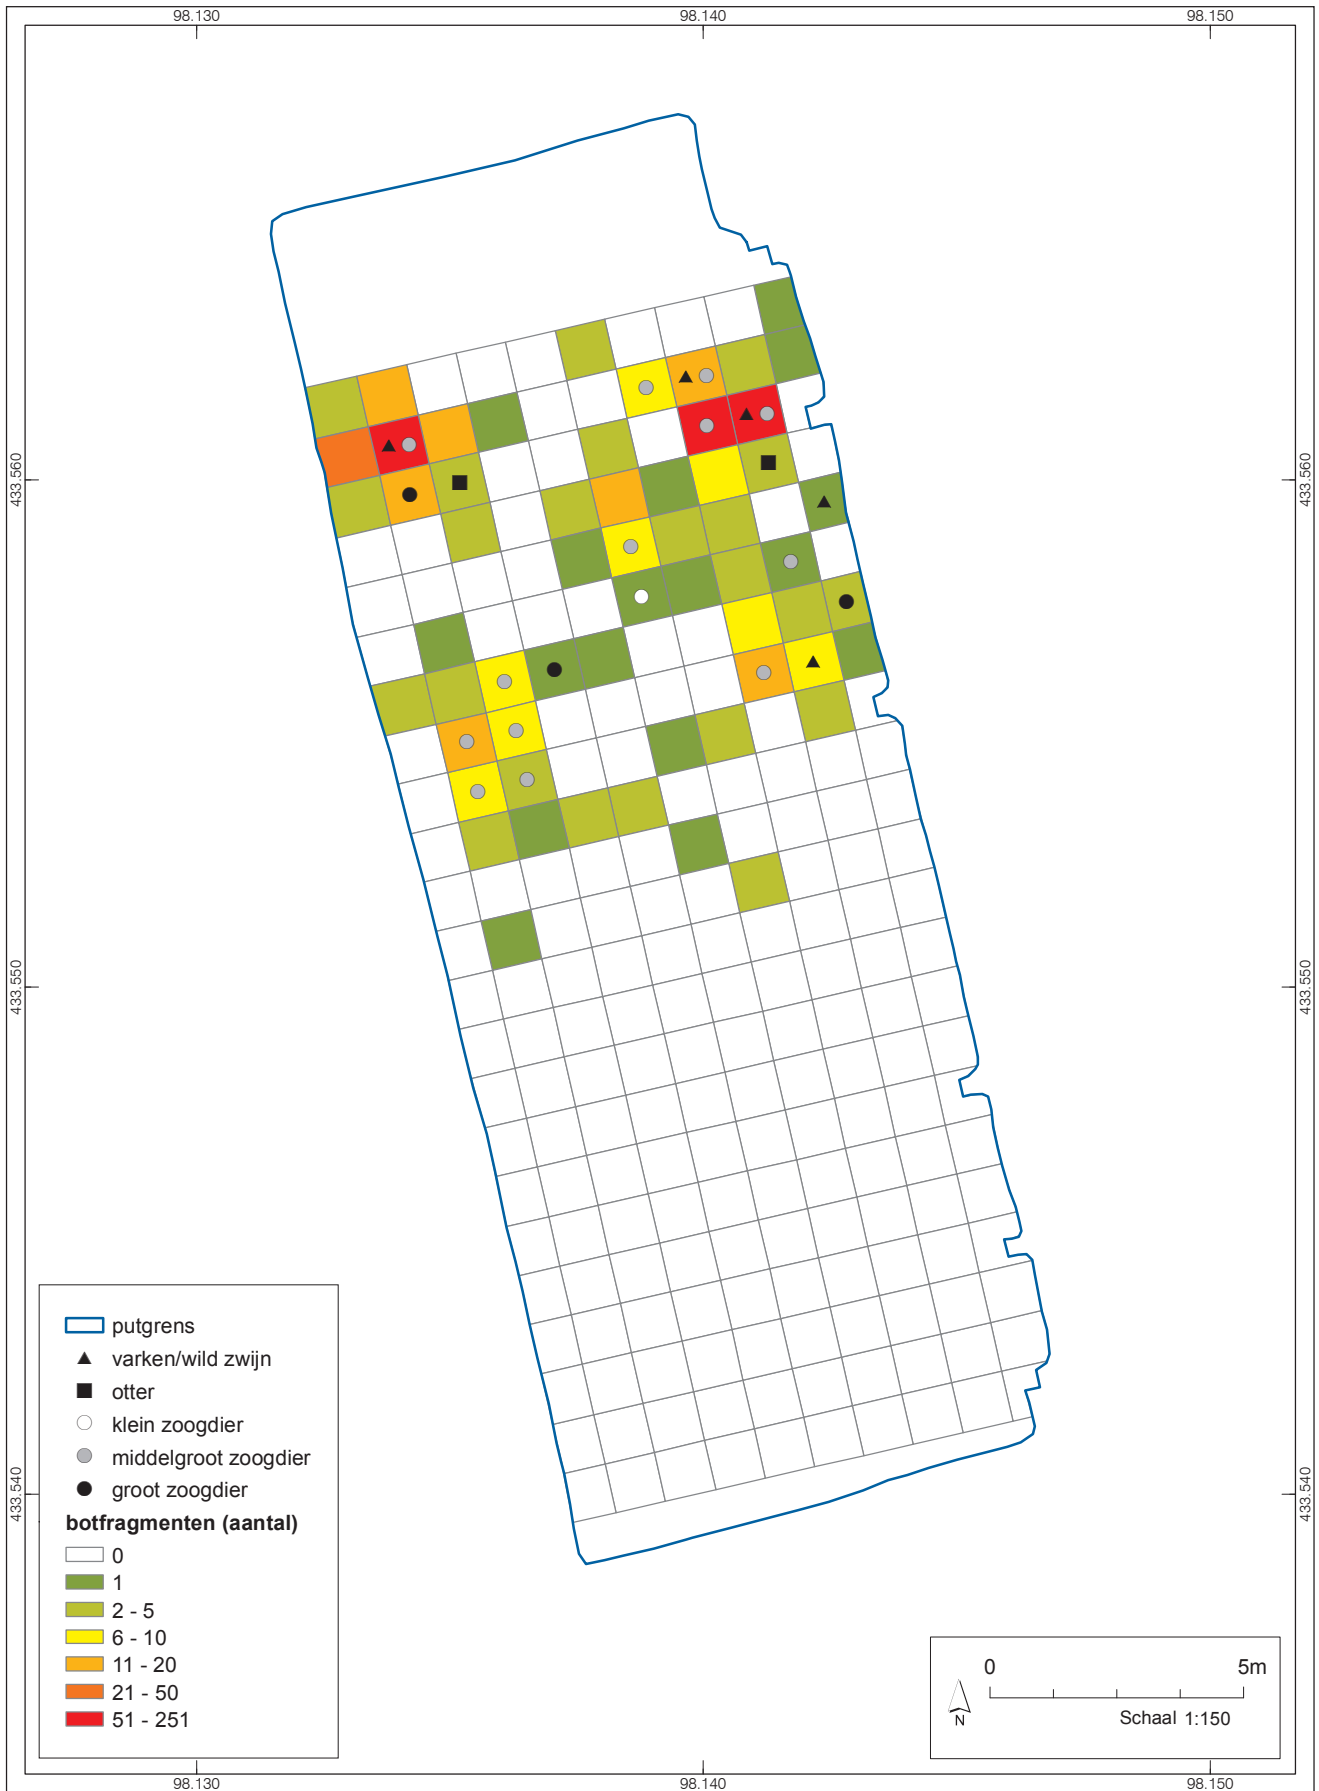 98.130
98.140
98.150
433.560
433.560
433.550
433.550
433.540
433.540
putgrens
varken/wild zwijn
otter
klein zoogdier
middelgroot zoogdier
groot zoogdier
botfragmenten (aantal)
0
1
2 - 5
6 - 10
11 - 20
21 - 50
51 - 251
0
5m
N
Schaal 1:150
98.130
98.140
98.150